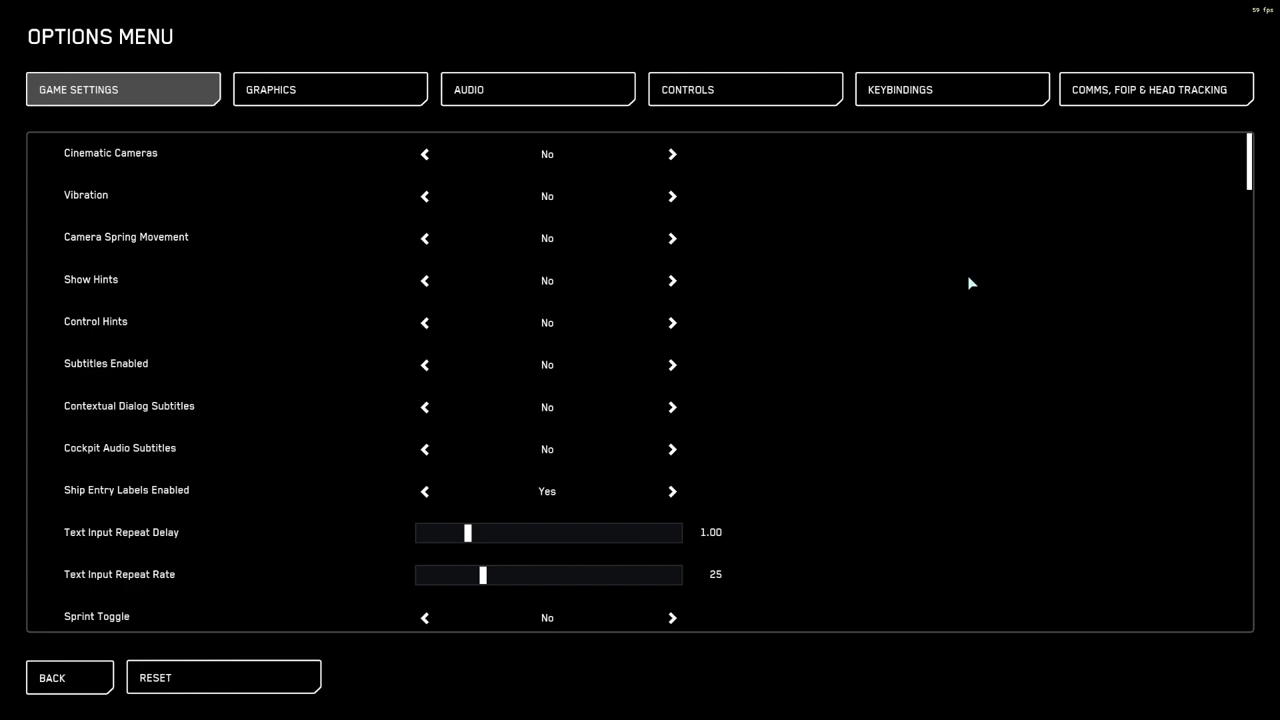 59 fps
OPTIONS MENU
GAME SETTINGS
GRAPHICS
AUDIO
CONTROLS
KEYBINDINGS
COMMS, FOIP & HEAD TRACKING
Cinematic Cameras No
Vibration No
Camera Spring Movement No
Show Hints No
Control Hints No
Subtitles Enabled No
Contextual Dialog Subtitles No
Cockpit Audio Subtitles No
Ship Entry Labels Enabled Yes
Text Input Repeat Delay 1.00
Text Input Repeat Rate 25
Sprint Toggle No
BACK
RESET